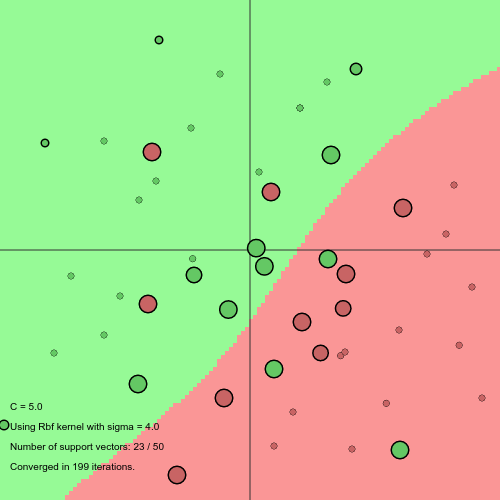 C = 5.0
Using Rbf kernel with sigma = 4.0
Number of support vectors: 23 / 50
Converged in 199 iterations.